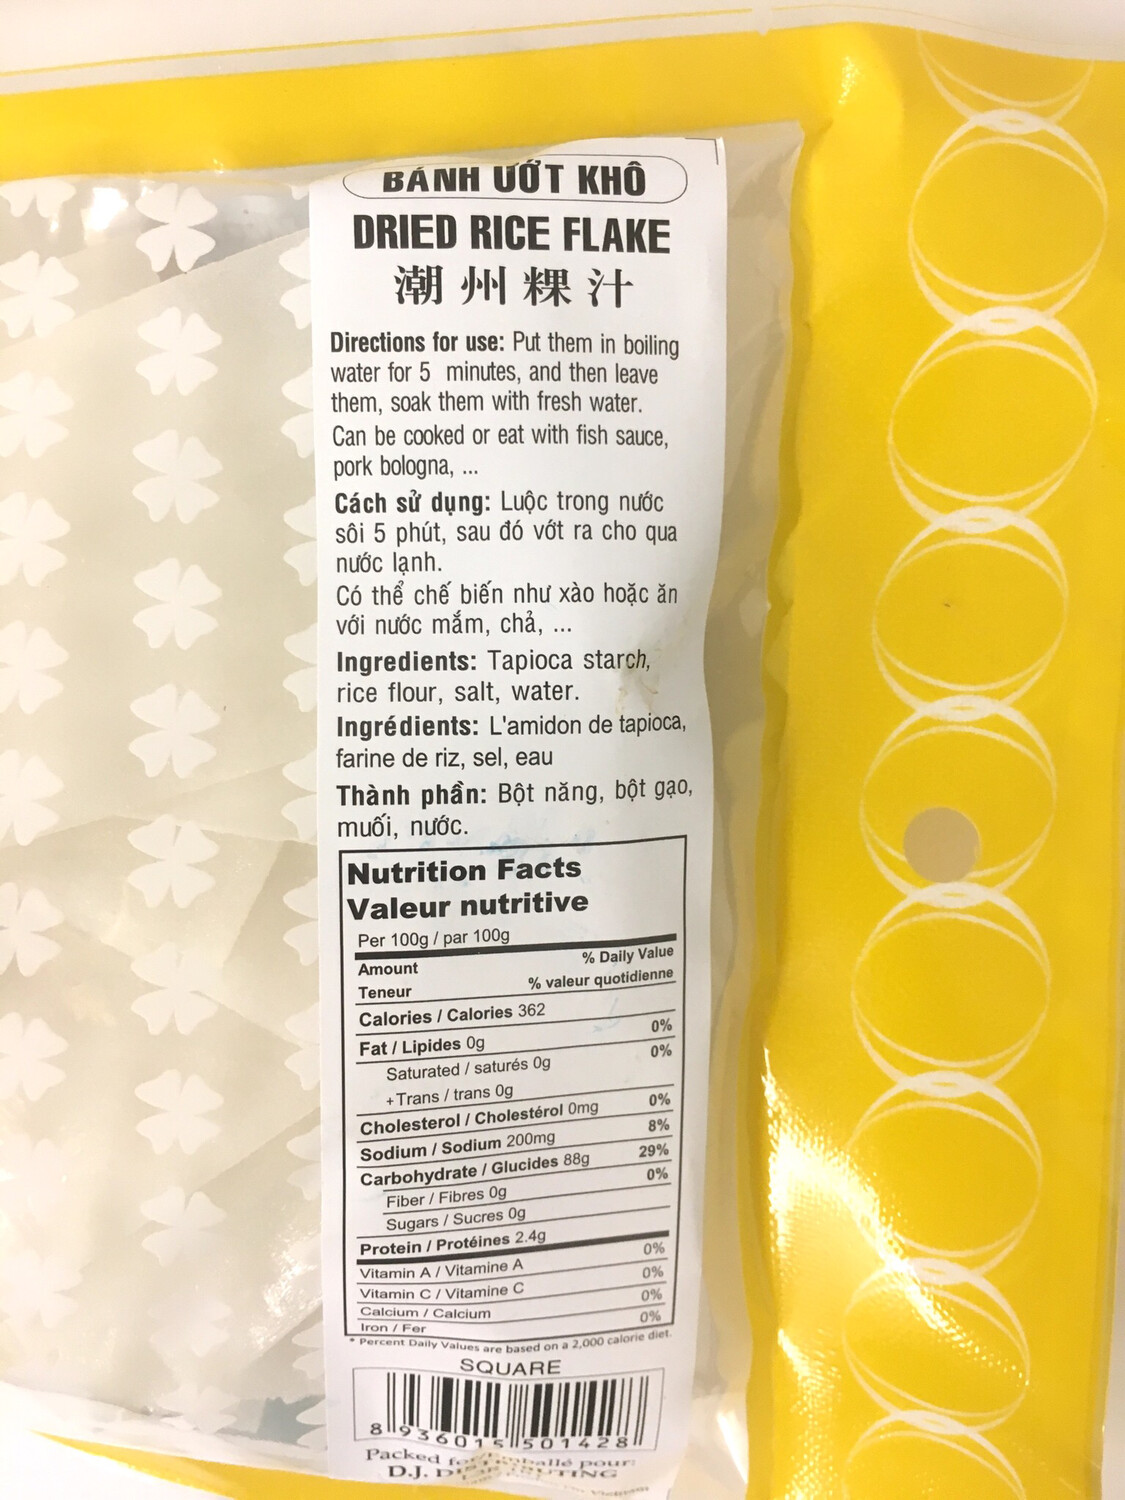 BÁNH ƯỚT KHÔ
DRIED RICE FLAKE
潮州粿汁
Directions for use: Put them in boiling
water for 5 minutes, and then leave
them, soak them with fresh water.
Can be cooked or eat with fish sauce,
pork bologna, ...
Cách sử dụng: Luộc trong nước
sôi 5 phút, sau đó vớt ra cho qua
nước lạnh.
Có thể chế biến như xào hoặc ăn
với nước mắm, chả, ...
Ingredients: Tapioca starch,
rice flour, salt, water.
Ingrédients: L'amidon de tapioca,
farine de riz, sel, eau
Thành phần: Bột năng, bột gạo,
muối, nước.
Nutrition Facts
Valeur nutritive
Per 100g / par 100g
Amount % Daily Value
Teneur % valeur quotidienne
Calories / Calories 362
Fat / Lipides 0g 0%
Saturated / saturés 0g 0%
+Trans / trans 0g
Cholesterol / Cholestérol 0mg 0%
Sodium / Sodium 200mg 8%
Carbohydrate / Glucides 88g 29%
Fiber / Fibres 0g 0%
Sugars / Sucres 0g
Protein / Protéines 2.4g
Vitamin A / Vitamine A 0%
Vitamin C / Vitamine C 0%
Calcium / Calcium 0%
Iron / Fer 0%
* Percent Daily Values are based on a 2,000 calorie diet.
SQUARE
8 936015 501428
Packed pour:
D.J.